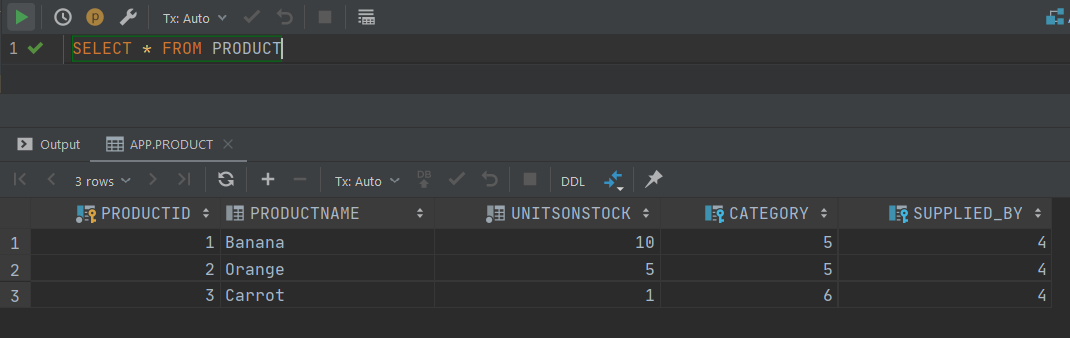 Tx: Auto
1 SELECT * FROM PRODUCT
Output APP.PRODUCT
3 rows Tx: Auto DB DDL
PRODUCTID PRODUCTNAME UNITSONSTOCK CATEGORY SUPPLIED_BY
1 1 Banana 10 5 4
2 2 Orange 5 5 4
3 3 Carrot 1 6 4